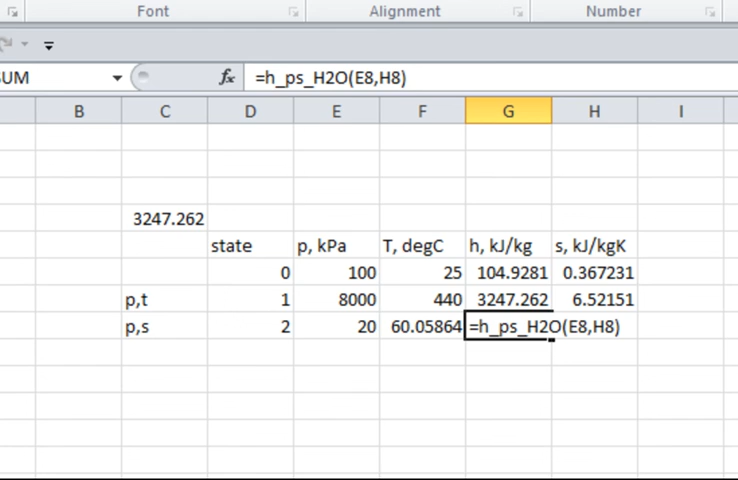 Font Alignment Number
SUM fx =h_ps_H2O(E8,H8)
B C D E F G H I
3247.262
state p, kPa T, degC h, kJ/kg s, kJ/kgK
0 100 25 104.9281 0.367231
p,t 1 8000 440 3247.262 6.52151
p,s 2 20 60.05864 =h_ps_H2O(E8,H8)